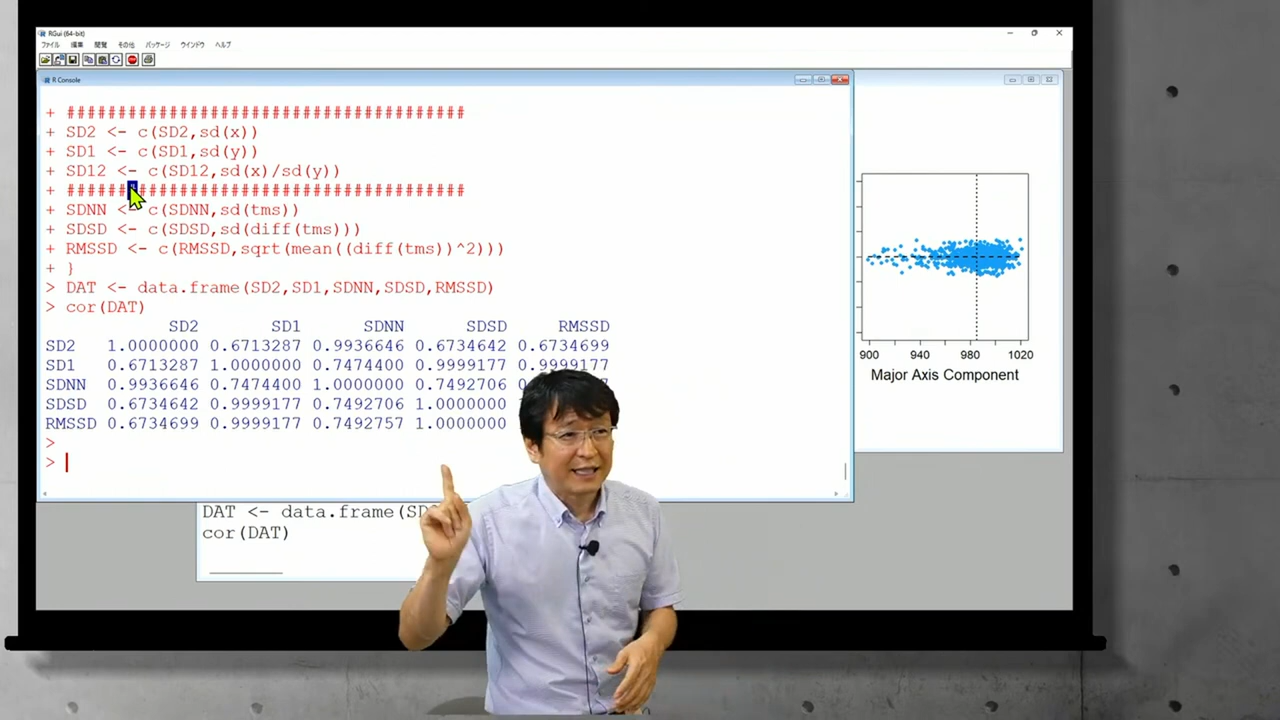 RGui (64-bit)
ファイル 編集 閲覧 その他 パッケージ ウインドウ ヘルプ
R Console
+ #######################################
+ SD2 <- c(SD2,sd(x))
+ SD1 <- c(SD1,sd(y))
+ SD12 <- c(SD12,sd(x)/sd(y))
+ #######################################
+ SDNN <- c(SDNN,sd(tms))
+ SDSD <- c(SDSD,sd(diff(tms)))
+ RMSSD <- c(RMSSD,sqrt(mean((diff(tms))^2)))
+ }
> DAT <- data.frame(SD2,SD1,SDNN,SDSD,RMSSD)
> cor(DAT)
SD2 SD1 SDNN SDSD RMSSD
SD2 1.0000000 0.6713287 0.9936646 0.6734642 0.6734699
SD1 0.6713287 1.0000000 0.7474400 0.9999177 0.9999177
SDNN 0.9936646 0.7474400 1.0000000 0.7492706
SDSD 0.6734642 0.9999177 0.7492706 1.0000000
RMSSD 0.6734699 0.9999177 0.7492757 1.0000000
>
>
900 940 980 1020
Major Axis Component
DAT <- data.frame(SD
cor(DAT)